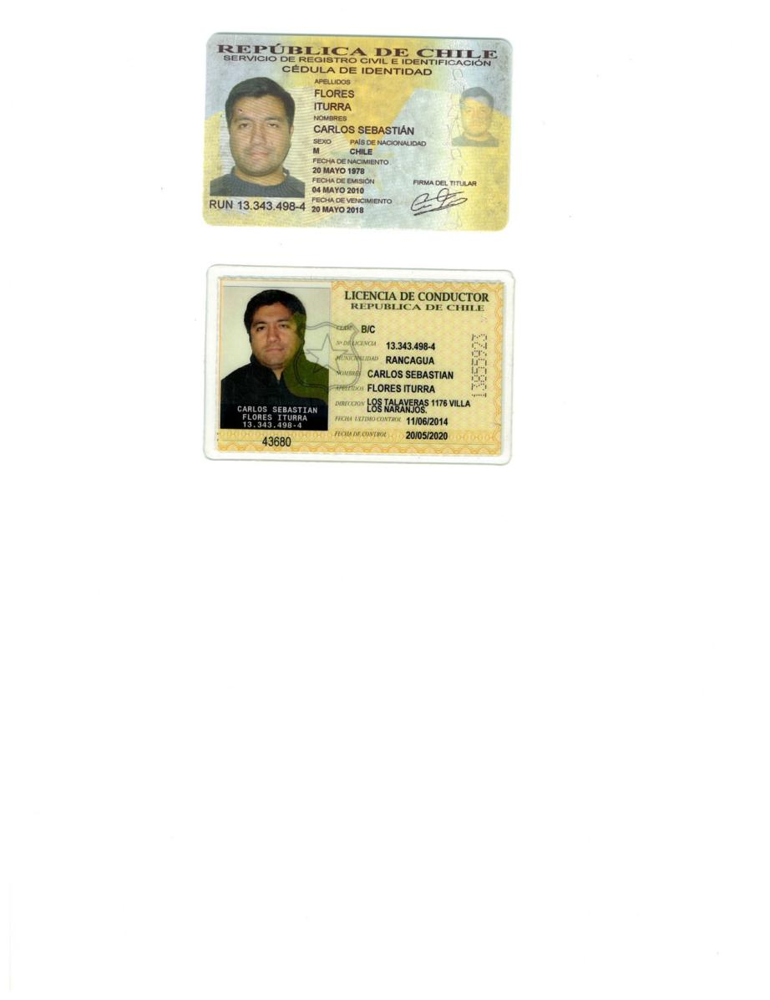 REPÚBLICA DE CHILE
SERVICIO DE REGISTRO CIVIL E IDENTIFICACIÓN
CÉDULA DE IDENTIDAD
APELLIDOS
FLORES
ITURRA
NOMBRES
CARLOS SEBASTIÁN
SEXO PAÍS DE NACIONALIDAD
M CHILE
FECHA DE NACIMIENTO
20 MAYO 1978
FECHA DE EMISIÓN
04 MAYO 2010
FECHA DE VENCIMIENTO
20 MAYO 2018
FIRMA DEL TITULAR
RUN 13.343.498-4
LICENCIA DE CONDUCTOR
REPUBLICA DE CHILE
CLASE B/C
Nº DE LICENCIA 13.343.498-4
MUNICIPALIDAD RANCAGUA
NOMBRES CARLOS SEBASTIAN
APELLIDOS FLORES ITURRA
DIRECCION LOS TALAVERAS 1176 VILLA
LOS NARANJOS.
FECHA ULTIMO CONTROL 11/06/2014
FECHA DE CONTROL 20/05/2020
13855923
CARLOS SEBASTIAN
FLORES ITURRA
13.343.498-4
43680